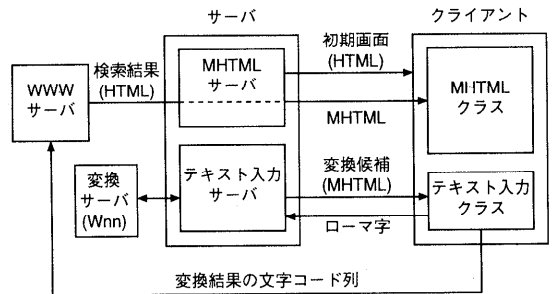 サーバ
クライアント
WWW
サーバ
検索結果
(HTML)
MHTML
サーバ
初期画面
(HTML)
MHTML
MHTML
クラス
変換
サーバ
(Wnn)
テキスト入力
サーバ
変換候補
(MHTML)
ローマ字
テキスト入力
クラス
変換結果の文字コード列